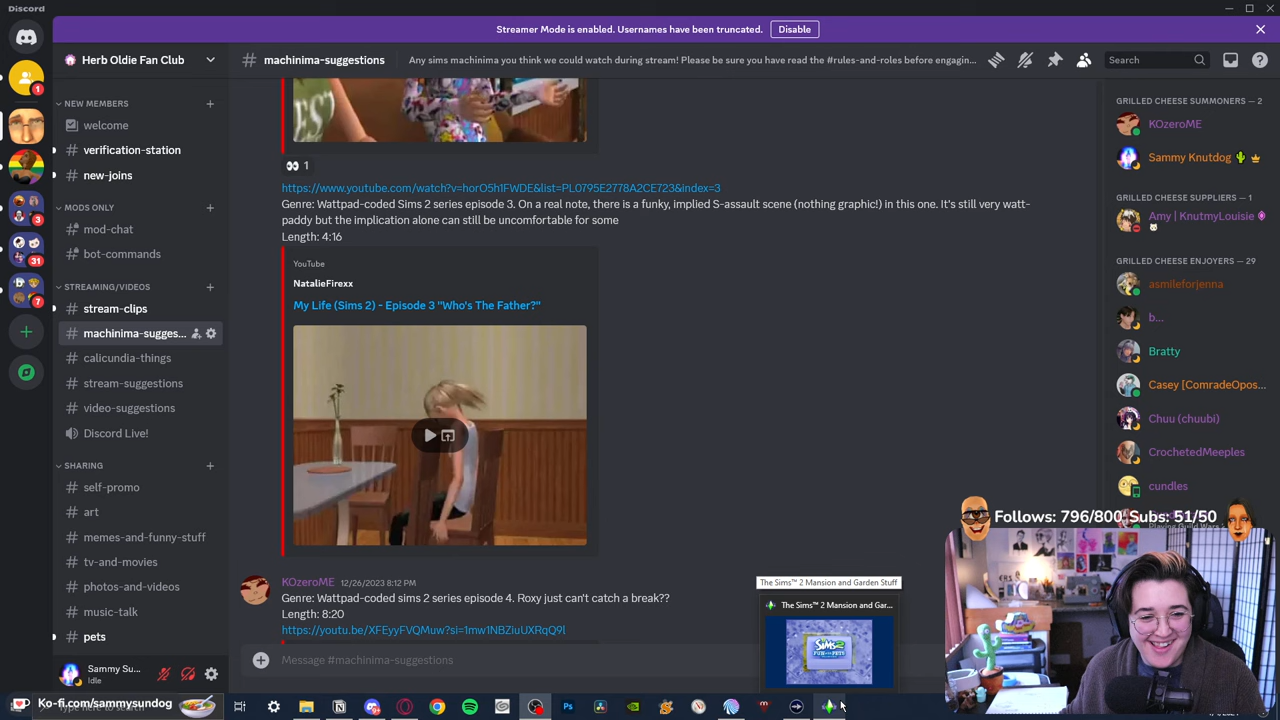 Discord
Streamer Mode is enabled. Usernames have been truncated.
Disable
Herb Oldie Fan Club
# machinima-suggestions
Any sims machinima you think we could watch during stream! Please be sure you have read the #rules-and-roles before engagin...
Search
NEW MEMBERS
welcome
verification-station
new-joins
MODS ONLY
mod-chat
bot-commands
STREAMING/VIDEOS
stream-clips
machinima-sugges...
calicundia-things
stream-suggestions
video-suggestions
Discord Live!
SHARING
self-promo
art
memes-and-funny-stuff
tv-and-movies
photos-and-videos
music-talk
pets
1
3
31
7
Sammy Su...
Idle
1
https://www.youtube.com/watch?v=horO5h1FWDE&list=PL0795E2778A2CE723&index=3
Genre: Wattpad-coded Sims 2 series episode 3. On a real note, there is a funky, implied S-assault scene (nothing graphic!) in this one. It's still very watt-
paddy but the implication alone can still be uncomfortable for some
Length: 4:16
YouTube
NatalieFirexx
My Life (Sims 2) - Episode 3 "Who's The Father?"
KOzeroME 12/26/2023 8:12 PM
Genre: Wattpad-coded sims 2 series episode 4. Roxy just can't catch a break??
Length: 8:20
https://youtu.be/XFEyyFVQMuw?si=1mw1NBZiuUXRqQ9l
Message #machinima-suggestions
GRILLED CHEESE SUMMONERS — 2
KOzeroME
Sammy Knutdog
GRILLED CHEESE SUPPLIERS — 1
Amy | KnutmyLouisie
GRILLED CHEESE ENJOYERS — 29
asmileforjenna
b...
Bratty
Casey [ComradeOpos...
Chuu (chuubi)
CrochetedMeeples
cundles
Follows: 796/800 Subs: 51/50
The Sims™ 2 Mansion and Garden Stuff
The Sims™ 2 Mansion and Gar...
Sims 2
Ko-fi.com/sammysundog